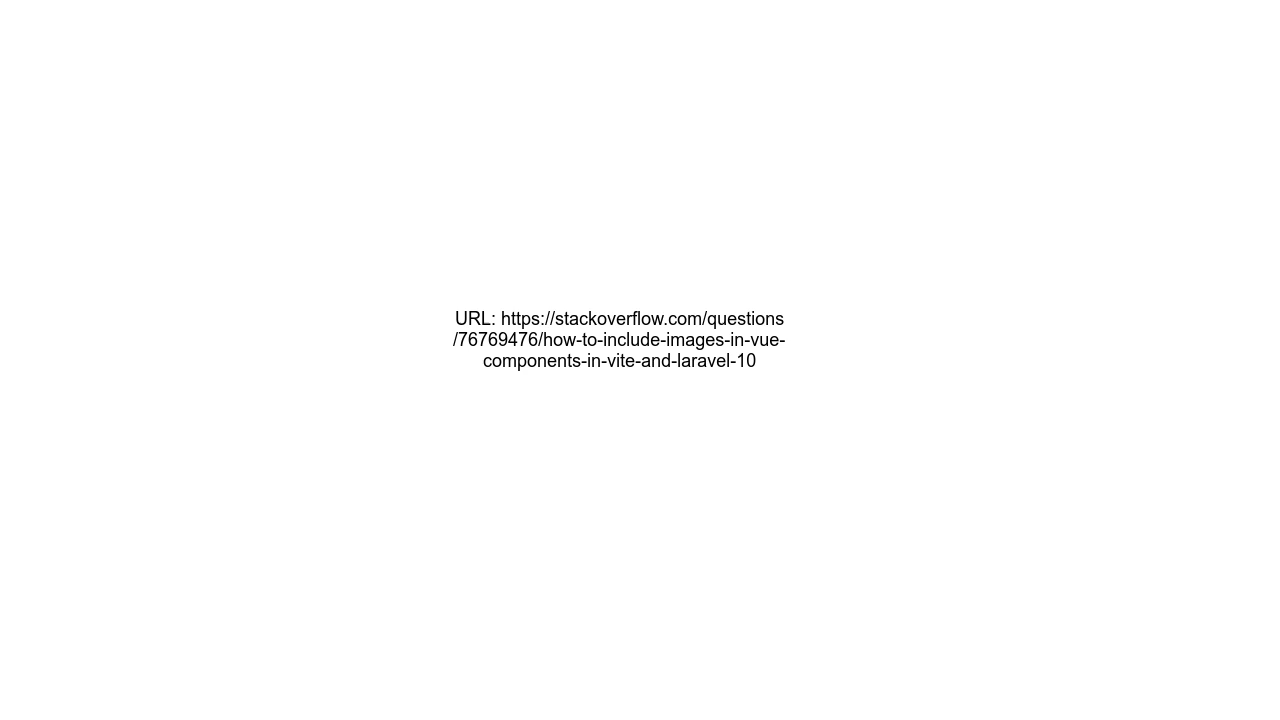 URL: https://stackoverflow.com/questions
/76769476/how-to-include-images-in-vue-
components-in-vite-and-laravel-10